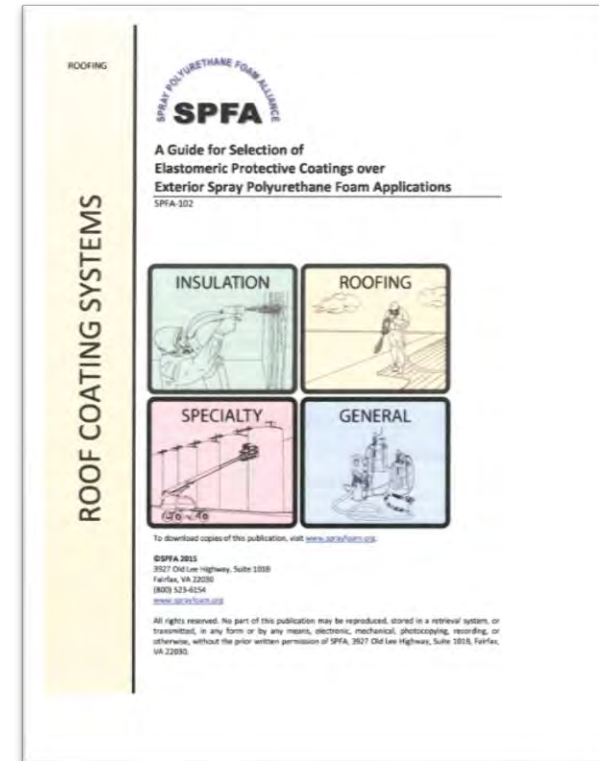 ROOFING
SPRAY POLYURETHANE FOAM ALLIANCE
SPFA
A Guide for Selection of
Elastomeric Protective Coatings over
Exterior Spray Polyurethane Foam Applications
SPFA-102
ROOF COATING SYSTEMS
INSULATION
ROOFING
SPECIALTY
GENERAL
To download copies of this publication, visit www.sprayfoam.org.
©SPFA 2015
3927 Old Lee Highway, Suite 101B
Fairfax, VA 22030
(800) 523-6154
www.sprayfoam.org
All rights reserved. No part of this publication may be reproduced, stored in a retrieval system, or
transmitted, in any form or by any means, electronic, mechanical, photocopying, recording, or
otherwise, without the prior written permission of SPFA, 3927 Old Lee Highway, Suite 101B, Fairfax,
VA 22030.